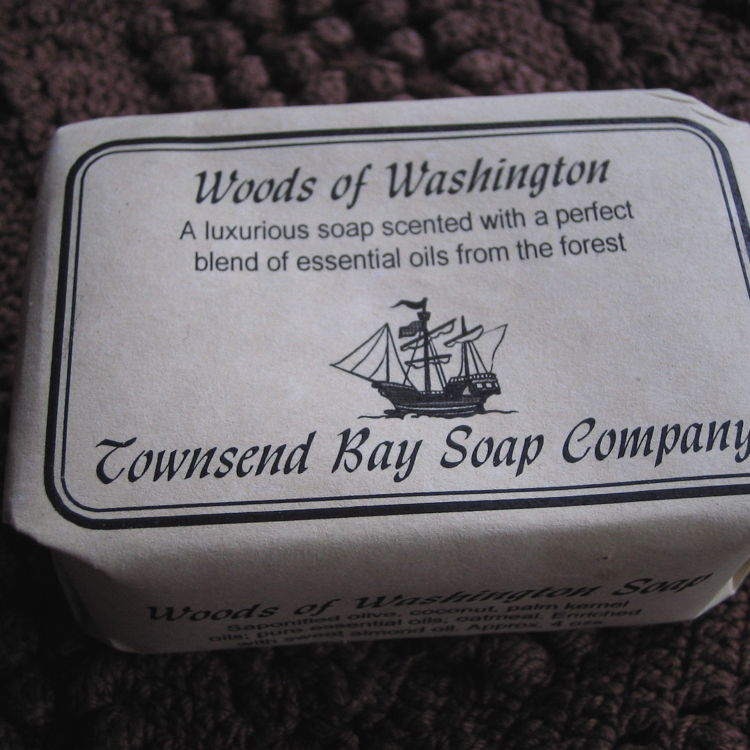 Woods of Washington
A luxurious soap scented with a perfect
blend of essential oils from the forest
Townsend Bay Soap Company
Woods of Washington Soap
Saponified olive, coconut, palm kernel
oils; pure essential oils; oatmeal. Enriched
with sweet almond oil. Approx. 4 ozs